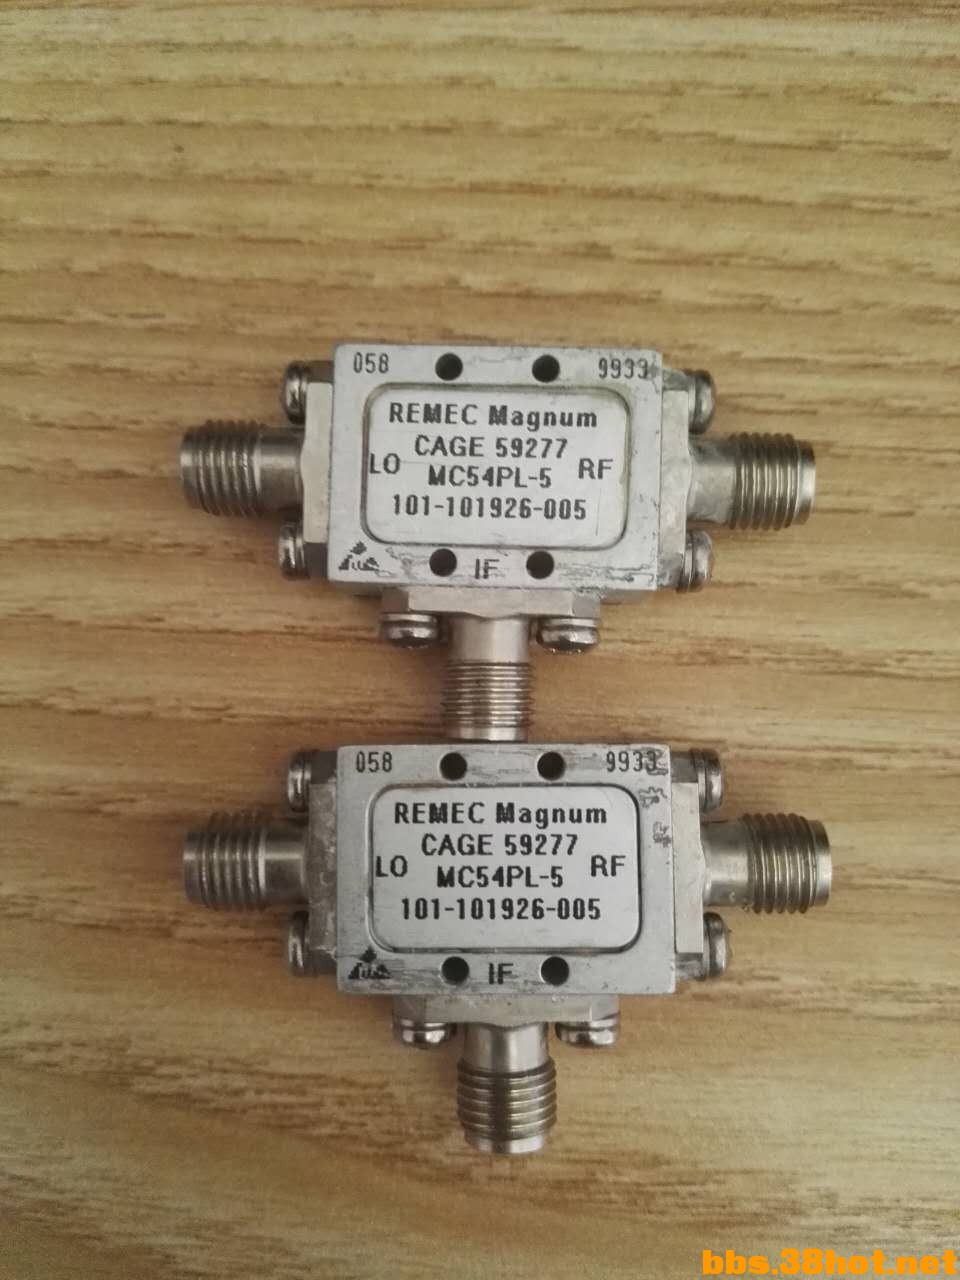 058 9933
REMEC Magnum
CAGE 59277
LO RF
MC54PL-5
101-101926-005
IF
058 9933
REMEC Magnum
CAGE 59277
LO RF
MC54PL-5
101-101926-005
IF
bbs.38hot.net